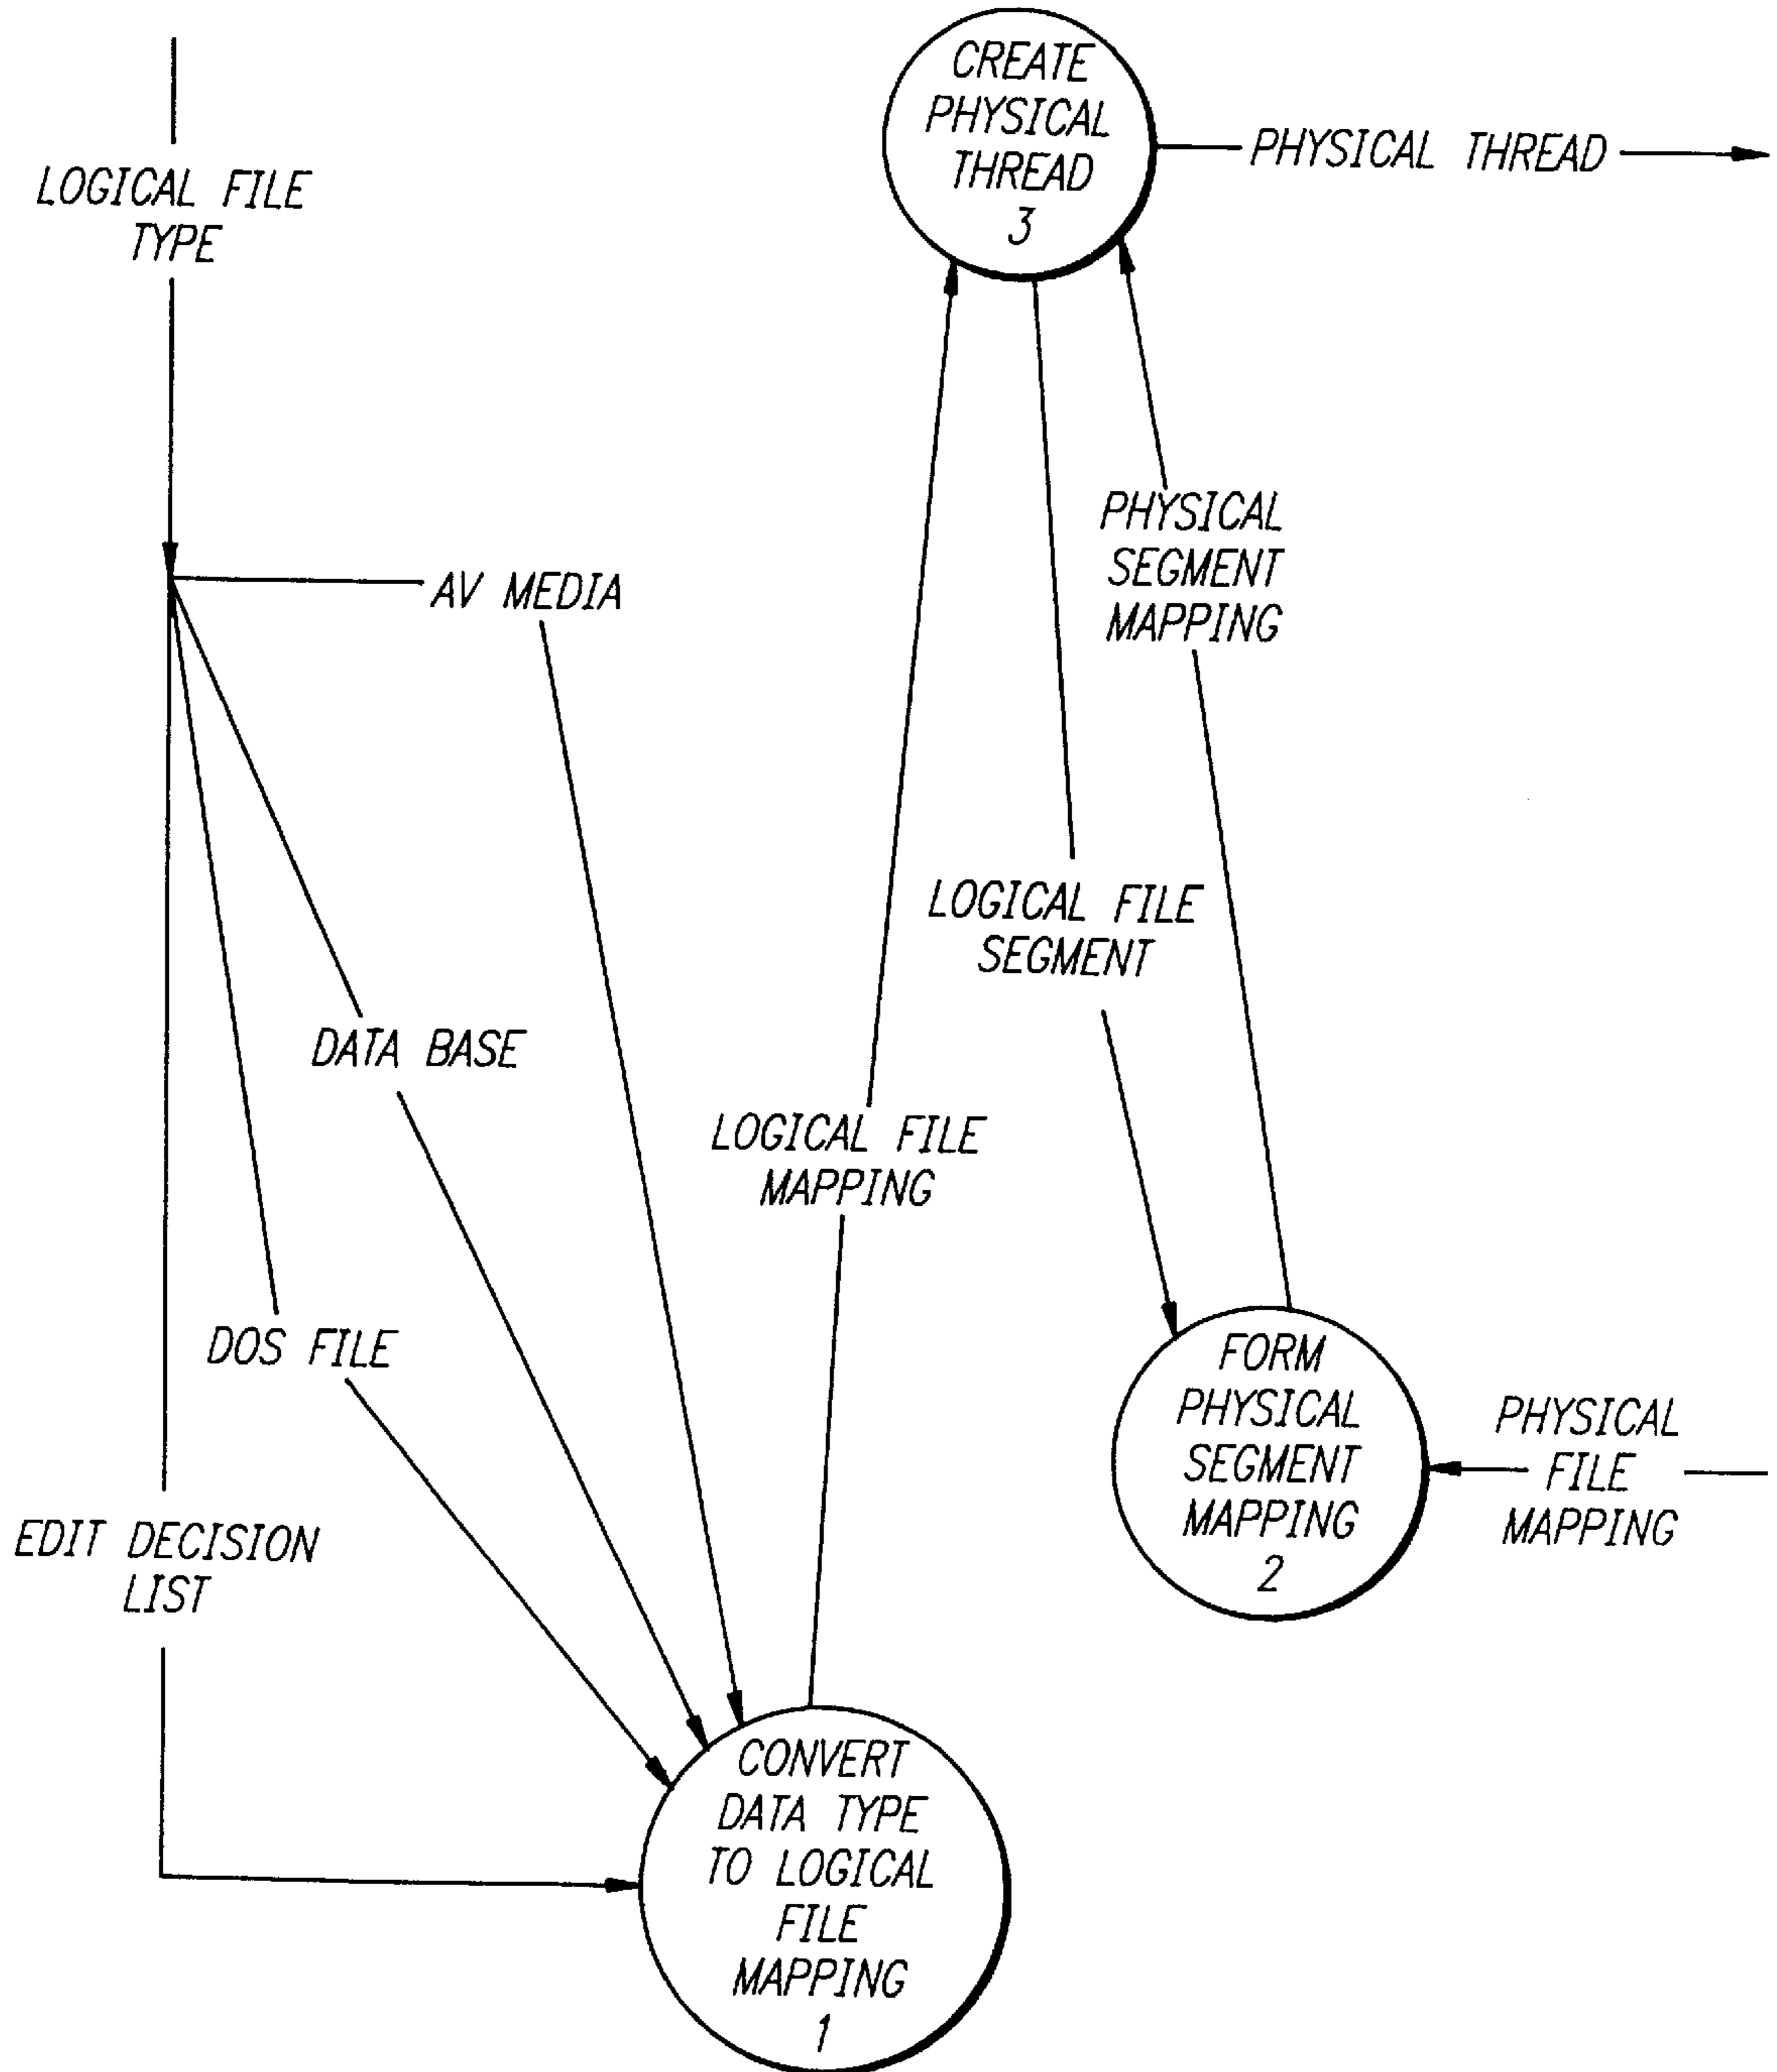 CREATE
PHYSICAL
THREAD
3
PHYSICAL THREAD
LOGICAL FILE
TYPE
PHYSICAL
SEGMENT
MAPPING
AV MEDIA
LOGICAL FILE
SEGMENT
DATA BASE
LOGICAL FILE
MAPPING
DOS FILE
FORM
PHYSICAL
SEGMENT
MAPPING
2
PHYSICAL
FILE
MAPPING
EDIT DECISION
LIST
CONVERT
DATA TYPE
TO LOGICAL
FILE
MAPPING
1